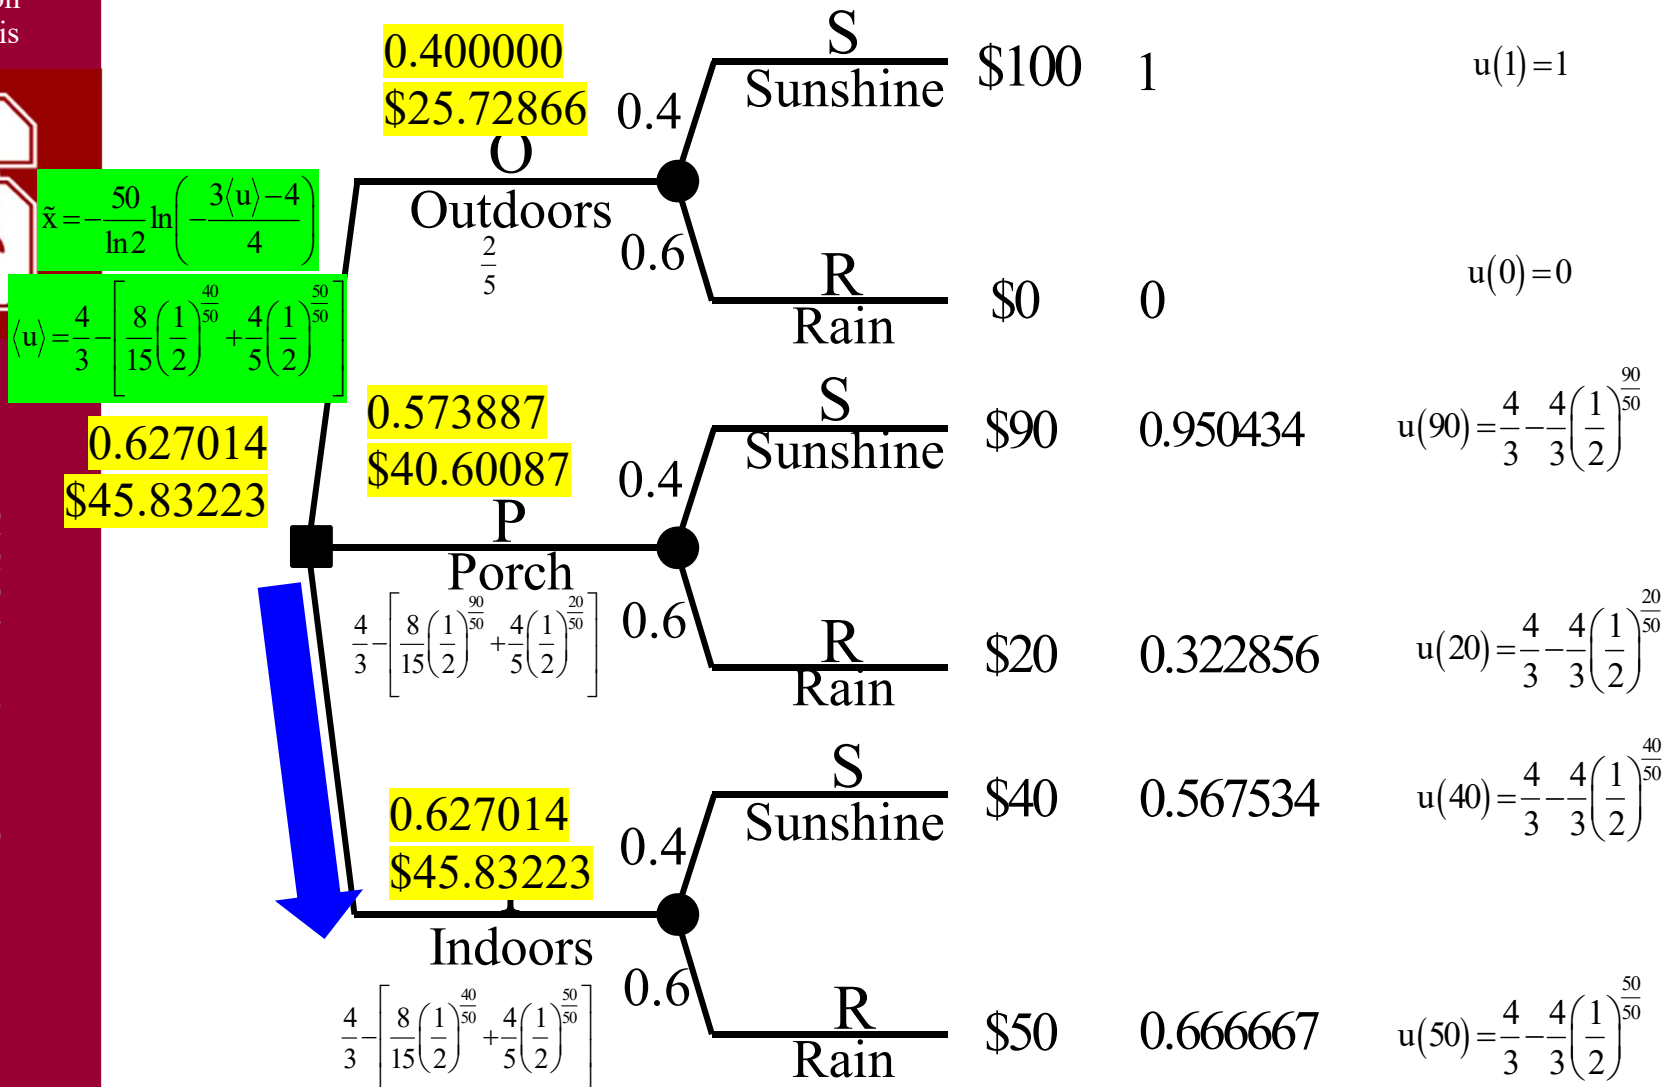 on
is
0.400000
$25.72866
O
Outdoors
2/5
0.4
0.6
S
Sunshine
$100 1 u(1)=1
R
Rain
$0 0 u(0)=0
x̃=-50/ln2 ln(-(3⟨u⟩-4)/4)
⟨u⟩=4/3-[8/15(1/2)^(40/50)+4/5(1/2)^(50/50)]
0.627014
$45.83223
0.573887
$40.60087
P
Porch
4/3-[8/15(1/2)^(90/50)+4/5(1/2)^(20/50)]
0.4
0.6
S
Sunshine
$90 0.950434 u(90)=4/3-4/3(1/2)^(90/50)
R
Rain
$20 0.322856 u(20)=4/3-4/3(1/2)^(20/50)
0.627014
$45.83223
Indoors
4/3-[8/15(1/2)^(40/50)+4/5(1/2)^(50/50)]
0.4
0.6
S
Sunshine
$40 0.567534 u(40)=4/3-4/3(1/2)^(40/50)
R
Rain
$50 0.666667 u(50)=4/3-4/3(1/2)^(50/50)